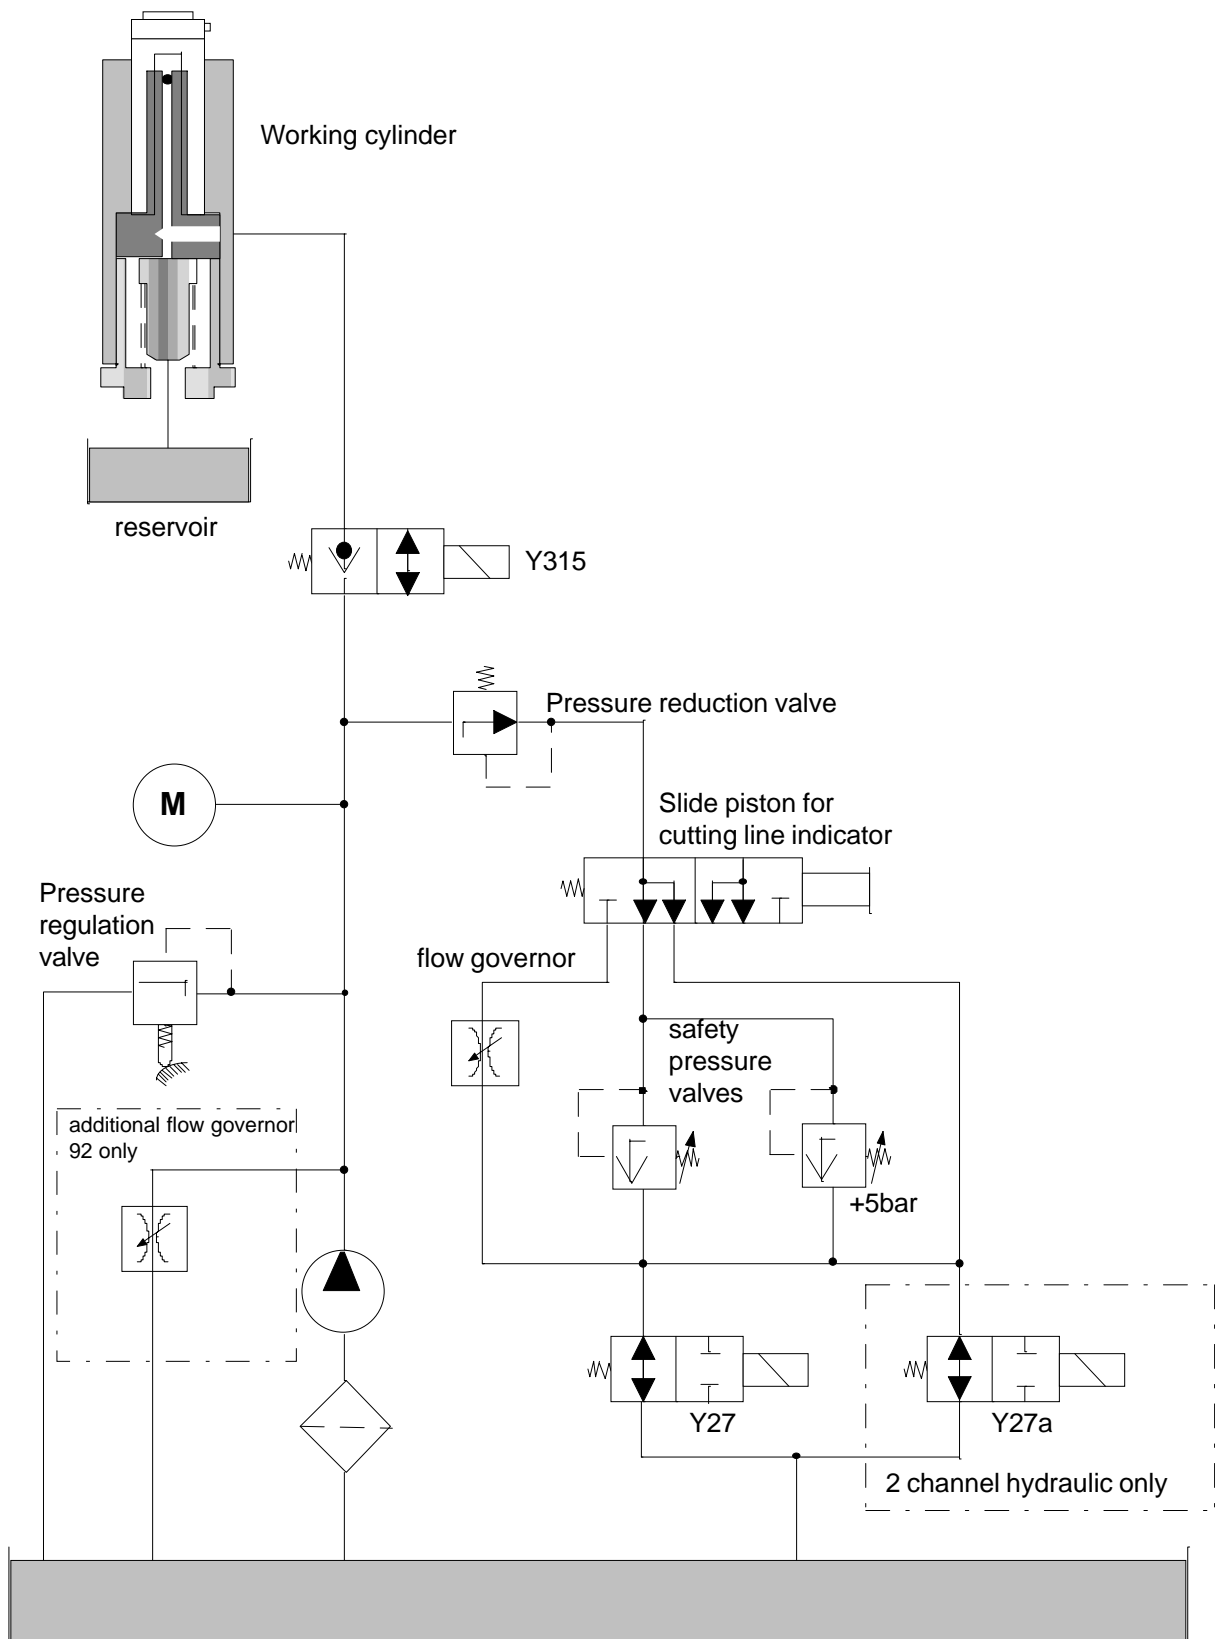 Working cylinder
reservoir
Y315
Pressure reduction valve
M
Slide piston for
cutting line indicator
Pressure
regulation
valve
flow governor
safety
pressure
valves
additional flow governor
92 only
+5bar
Y27
Y27a
2 channel hydraulic only